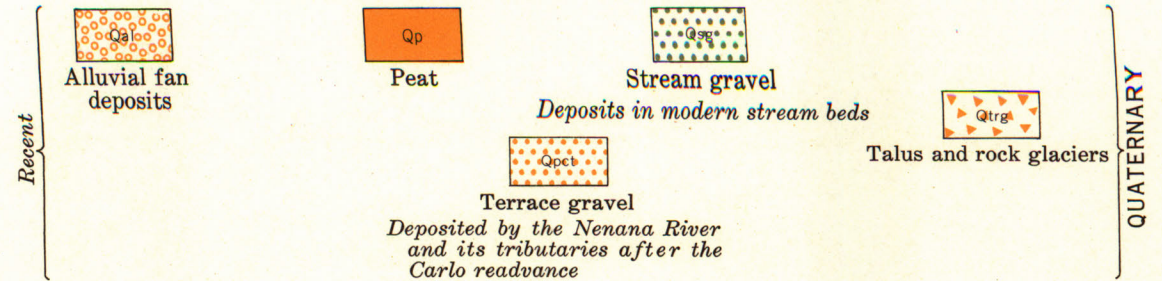 Qal
Alluvial fan
deposits
Qp
Peat
Qsg
Stream gravel
Deposits in modern stream beds
Qtrg
Talus and rock glaciers
Qpct
Terrace gravel
Deposited by the Nenana River
and its tributaries after the
Carlo readvance
Recent
QUATERNARY